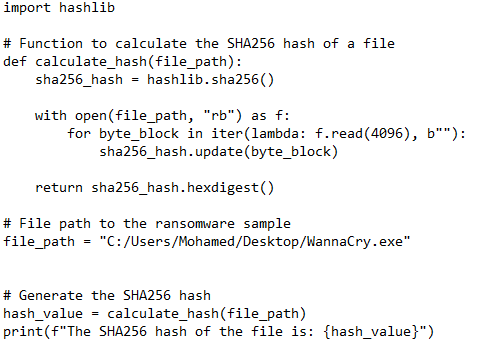 import hashlib

# Function to calculate the SHA256 hash of a file
def calculate_hash(file_path):
    sha256_hash = hashlib.sha256()

    with open(file_path, "rb") as f:
        for byte_block in iter(lambda: f.read(4096), b""):
            sha256_hash.update(byte_block)

    return sha256_hash.hexdigest()

# File path to the ransomware sample
file_path = "C:/Users/Mohamed/Desktop/WannaCry.exe"


# Generate the SHA256 hash
hash_value = calculate_hash(file_path)
print(f"The SHA256 hash of the file is: {hash_value}")